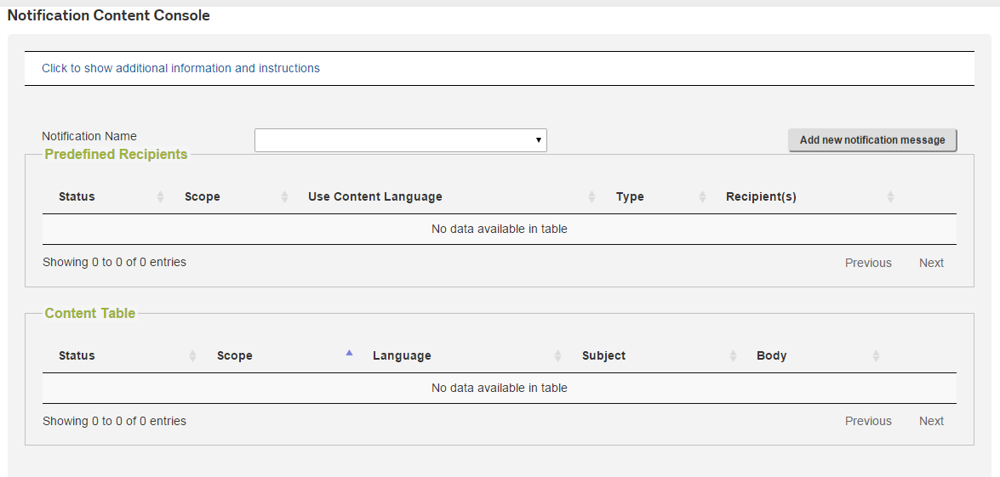 Notification Content Console
Click to show additional information and instructions
Notification Name
Add new notification message
Predefined Recipients
Status Scope Use Content Language Type Recipient(s)
No data available in table
Showing 0 to 0 of 0 entries Previous Next
Content Table
Status Scope Language Subject Body
No data available in table
Showing 0 to 0 of 0 entries Previous Next